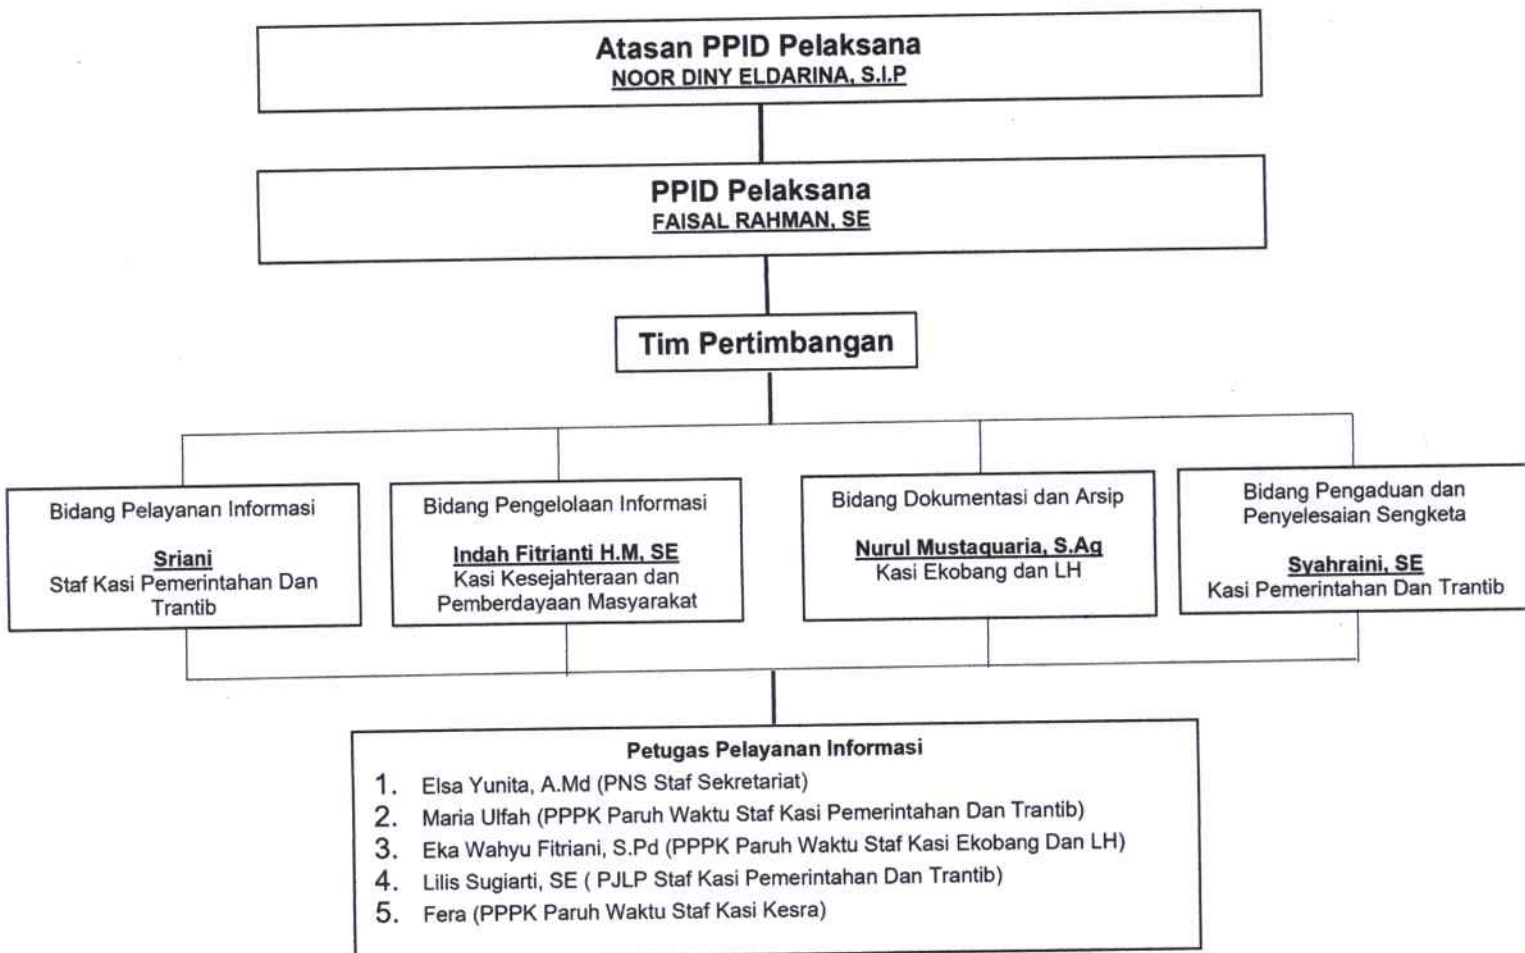 Atasan PPID Pelaksana
NOOR DINY ELDARINA, S.I.P
PPID Pelaksana
FAISAL RAHMAN, SE
Tim Pertimbangan
Bidang Pelayanan Informasi
Sriani
Staf Kasi Pemerintahan Dan
Trantib
Bidang Pengelolaan Informasi
Indah Fitrianti H.M, SE
Kasi Kesejahteraan dan
Pemberdayaan Masyarakat
Bidang Dokumentasi dan Arsip
Nurul Mustaquaria, S.Ag
Kasi Ekobang dan LH
Bidang Pengaduan dan
Penyelesaian Sengketa
Syahraini, SE
Kasi Pemerintahan Dan Trantib
Petugas Pelayanan Informasi
1. Elsa Yunita, A.Md (PNS Staf Sekretariat)
2. Maria Ulfah (PPPK Paruh Waktu Staf Kasi Pemerintahan Dan Trantib)
3. Eka Wahyu Fitriani, S.Pd (PPPK Paruh Waktu Staf Kasi Ekobang Dan LH)
4. Lilis Sugiarti, SE ( PJLP Staf Kasi Pemerintahan Dan Trantib)
5. Fera (PPPK Paruh Waktu Staf Kasi Kesra)